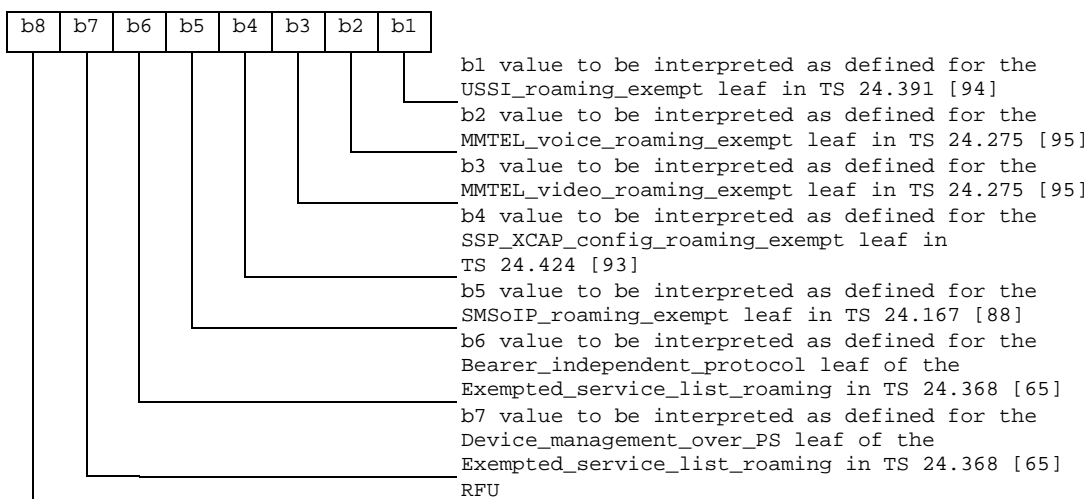 b8 b7 b6 b5 b4 b3 b2 b1
b1 value to be interpreted as defined for the
USSI_roaming_exempt leaf in TS 24.391 [94]
b2 value to be interpreted as defined for the
MMTEL_voice_roaming_exempt leaf in TS 24.275 [95]
b3 value to be interpreted as defined for the
MMTEL_video_roaming_exempt leaf in TS 24.275 [95]
b4 value to be interpreted as defined for the
SSP_XCAP_config_roaming_exempt leaf in
TS 24.424 [93]
b5 value to be interpreted as defined for the
SMSoIP_roaming_exempt leaf in TS 24.167 [88]
b6 value to be interpreted as defined for the
Bearer_independent_protocol leaf of the
Exempted_service_list_roaming in TS 24.368 [65]
b7 value to be interpreted as defined for the
Device_management_over_PS leaf of the
Exempted_service_list_roaming in TS 24.368 [65]
RFU